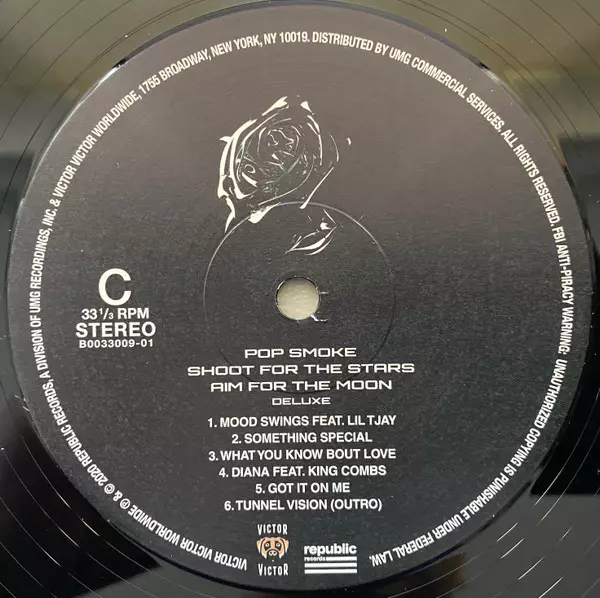 VICTOR VICTOR WORLDWIDE ℗ & © 2020 REPUBLIC RECORDS, A DIVISION OF UMG RECORDINGS, INC. & VICTOR VICTOR WORLDWIDE, 1755 BROADWAY, NEW YORK, NY 10019. DISTRIBUTED BY UMG COMMERCIAL SERVICES. ALL RIGHTS RESERVED. FBI ANTI-PIRACY WARNING: UNAUTHORIZED COPYING IS PUNISHABLE UNDER FEDERAL LAW.
C
33 1/3 RPM
STEREO
B0033009-01
POP SMOKE
SHOOT FOR THE STARS
AIM FOR THE MOON
DELUXE
1. MOOD SWINGS FEAT. LIL TJAY
2. SOMETHING SPECIAL
3. WHAT YOU KNOW BOUT LOVE
4. DIANA FEAT. KING COMBS
5. GOT IT ON ME
6. TUNNEL VISION (OUTRO)
VICTOR
VICTOR
republic
records